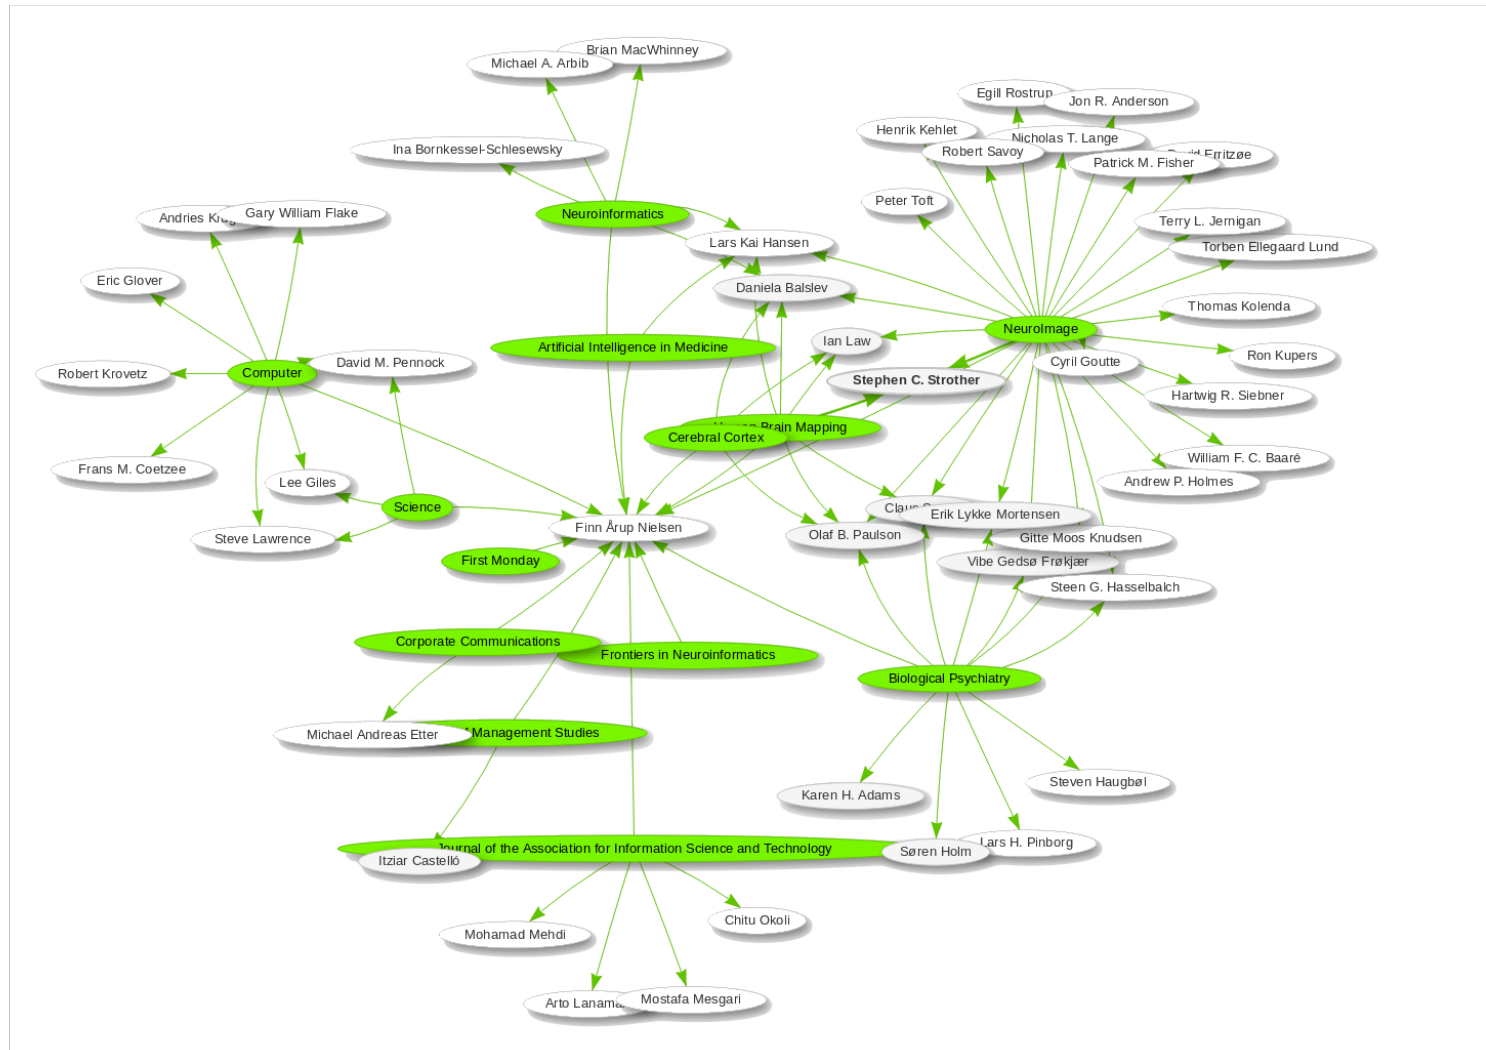 Brian MacWhinney
Michael A. Arbib
Egill Rostrup
Jon R. Anderson
Henrik Kehlet
Nicholas T. Lange
Ina Bornkessel-Schlesewsky
Robert Savoy
Patrick M. Fisher
Erritzøe
Peter Toft
Neuroinformatics
Andries
Gary William Flake
Terry L. Jernigan
Lars Kai Hansen
Torben Ellegaard Lund
Eric Glover
Daniela Balslev
Thomas Kolenda
NeuroImage
Ian Law
Artificial Intelligence in Medicine
Ron Kupers
David M. Pennock
Cyril Goutte
Robert Krovetz
Computer
Stephen C. Strother
Hartwig R. Siebner
Brain Mapping
Cerebral Cortex
William F. C. Baaré
Frans M. Coetzee
Andrew P. Holmes
Lee Giles
Science
Claus
Erik Lykke Mortensen
Finn Årup Nielsen
Olaf B. Paulson
Gitte Moos Knudsen
Steve Lawrence
First Monday
Vibe Gedsø Frøkjær
Steen G. Hasselbalch
Corporate Communications
Frontiers in Neuroinformatics
Biological Psychiatry
Michael Andreas Etter
Management Studies
Steven Haugbøl
Karen H. Adams
Lars H. Pinborg
Journal of the Association for Information Science and Technology
Søren Holm
Itziar Castelló
Chitu Okoli
Mohamad Mehdi
Arto
Mostafa Mesgari